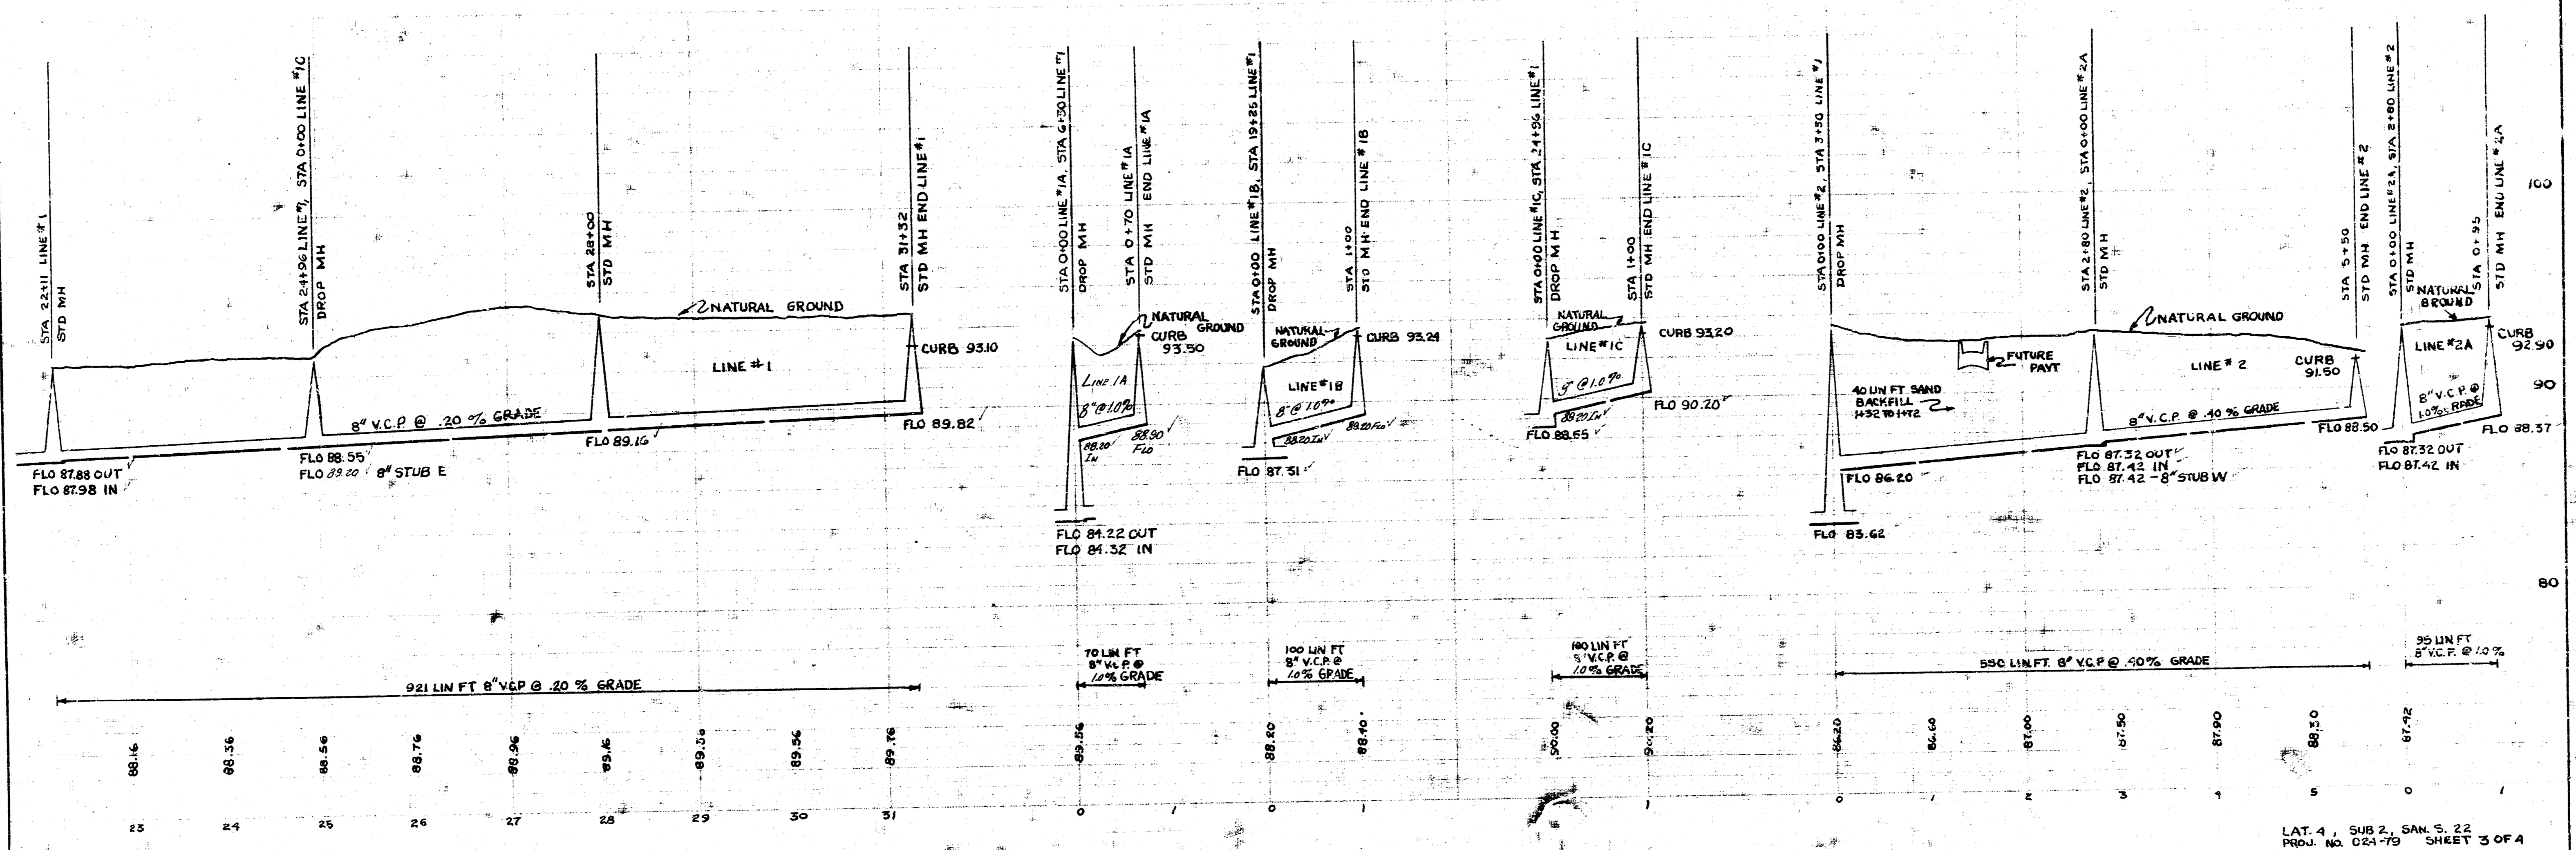 STA 22+11 LINE #1
STD MH
STA 24+96 LINE #1, STA 0+00 LINE #1C
DROP MH
STA 28+00
STD MH
STA 31+32
STD MH END LINE #1
STA 0+00 LINE #1A, STA 6+30 LINE #1
DROP MH
STA 0+70 LINE #1A
STD MH END LINE #1A
STA 0+00 LINE #1B, STA 19+25 LINE #1
DROP MH
STA 1+00
STD MH END LINE #1B
STA 0+00 LINE #1C, STA 24+96 LINE #1
DROP MH
STA 1+00
STD MH END LINE #1C
STA 0+00 LINE #2, STA 3+50 LINE #1
DROP MH
STA 2+80 LINE #2, STA 0+00 LINE #2A
STD MH
STA 5+50
STD MH END LINE #2
STA 0+00 LINE #2A, STA 2+80 LINE #2
STD MH
STA 0+95
STD MH END LINE #2A
100
90
80
NATURAL GROUND
CURB 93.10
LINE #1
8" V.C.P. @ .20 % GRADE
FLO 87.88 OUT
FLO 87.98 IN
FLO 88.55
FLO 89.20 8" STUB E
FLO 89.16
FLO 89.82
NATURAL
GROUND
CURB
93.50
LINE 1A
8" @ 1.0%
88.20
IN
88.90
FLO
FLO 84.22 OUT
FLO 84.32 IN
NATURAL
GROUND
CURB 93.24
LINE #1B
8" @ 1.0%
88.20 IN
89.20 FLO
FLO 87.31
NATURAL
GROUND
CURB 93.20
LINE #1C
8" @ 1.0%
89.20 IN
FLO 90.20
FLO 88.55
40 LIN FT SAND
BACKFILL
1+32 TO 1+72
FUTURE
PAVT
NATURAL GROUND
LINE #2
CURB
91.50
8" V.C.P. @ .40 % GRADE
FLO 86.20
FLO 83.62
FLO 87.32 OUT
FLO 87.42 IN
FLO 87.42 - 8" STUB W
FLO 88.50
NATURAL
GROUND
LINE #2A
CURB
92.90
8" V.C.P. @
1.0% GRADE
FLO 88.37
FLO 87.32 OUT
FLO 87.42 IN
921 LIN FT 8" V.C.P @ .20 % GRADE
70 LIN FT
8" V.C.P. @
1.0% GRADE
100 LIN FT
8" V.C.P. @
1.0% GRADE
100 LIN FT
8" V.C.P. @
1.0% GRADE
550 LIN.FT. 8" V.C.P @ .40% GRADE
95 LIN FT
8" V.C.P. @ 1.0 %
88.16 88.36 88.56 88.76 88.96 89.16 89.36 89.56 89.76 89.56 88.20 88.40 90.00 90.20 86.20 86.60 87.00 87.50 87.90 88.30 87.42
23 24 25 26 27 28 29 30 31 0 1 0 1 0 1 0 1 2 3 4 5 0 1
LAT. 4, SUB 2, SAN. S. 22
PROJ. NO. C24-79 SHEET 3 OF 4